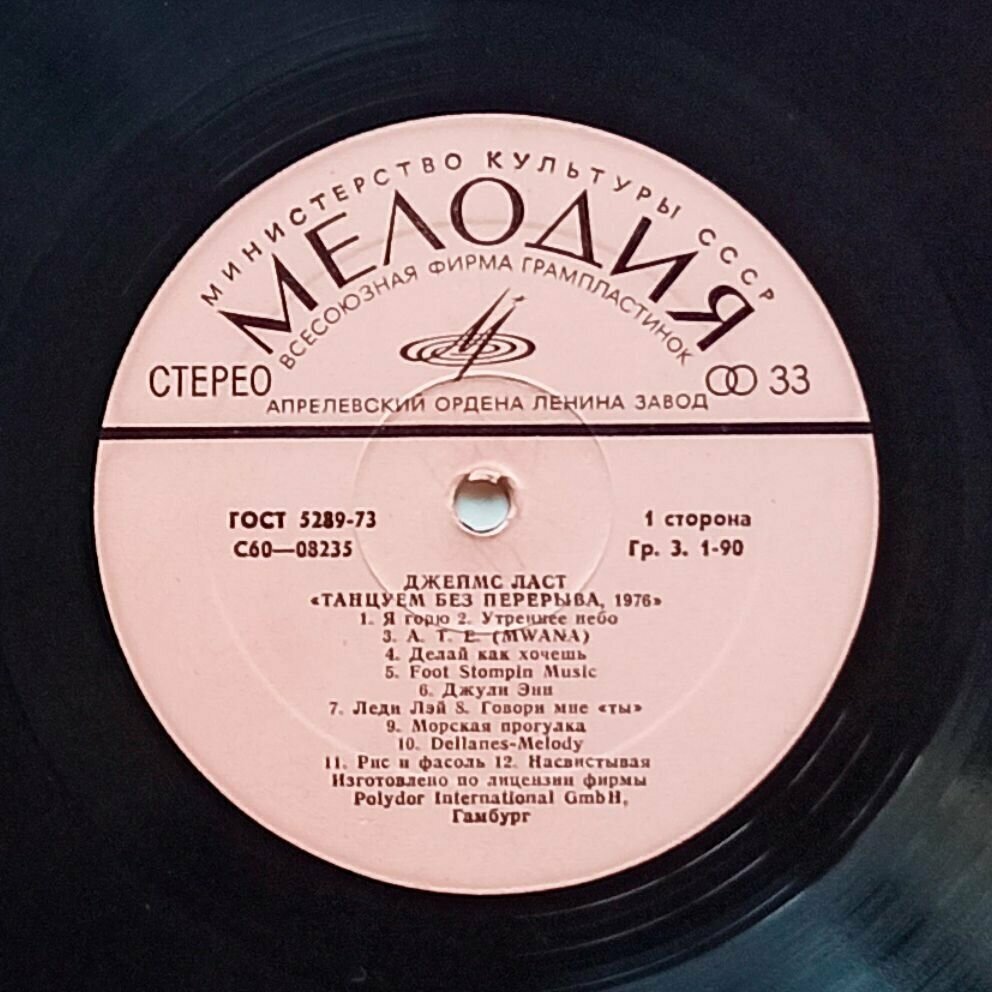 МИНИСТЕРСТВО КУЛЬТУРЫ СССР
МЕЛОДИЯ
ВСЕСОЮЗНАЯ ФИРМА ГРАМПЛАСТИНОК
СТЕРЕО
33
АПРЕЛЕВСКИЙ ОРДЕНА ЛЕНИНА ЗАВОД
ГОСТ 5289-73
1 сторона
С60—08235
Гр. 3. 1-90
ДЖЕЙМС ЛАСТ
«ТАНЦУЕМ БЕЗ ПЕРЕРЫВА, 1976»
1. Я горю 2. Утреннее небо
3. А. Т. Е. (MWANA)
4. Делай как хочешь
5. Foot Stompin Music
6. Джули Энн
7. Леди Лэй 8. Говори мне «ты»
9. Морская прогулка
10. Dellanes-Melody
11. Рис и фасоль 12. Насвистывая
Изготовлено по лицензии фирмы
Polydor International GmbH,
Гамбург